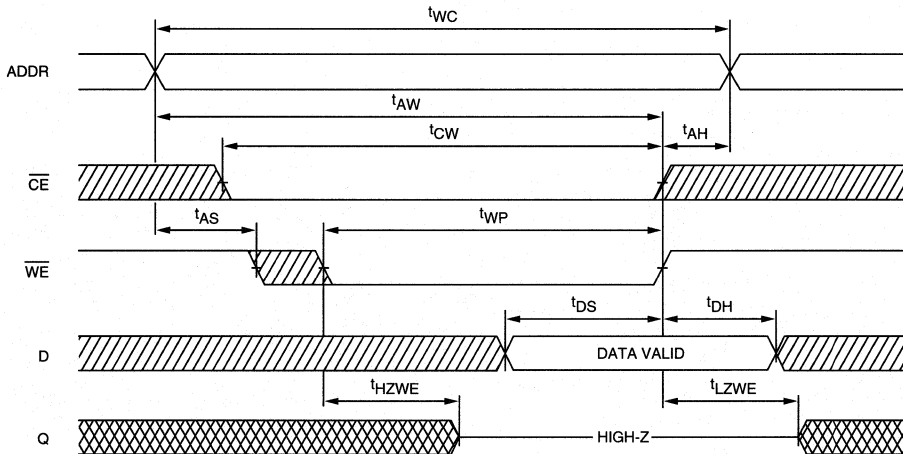 tWC
ADDR
tAW
tCW
tAH
CE
tAS
tWP
WE
tDS
tDH
D
DATA VALID
tHZWE
tLZWE
Q
HIGH-Z